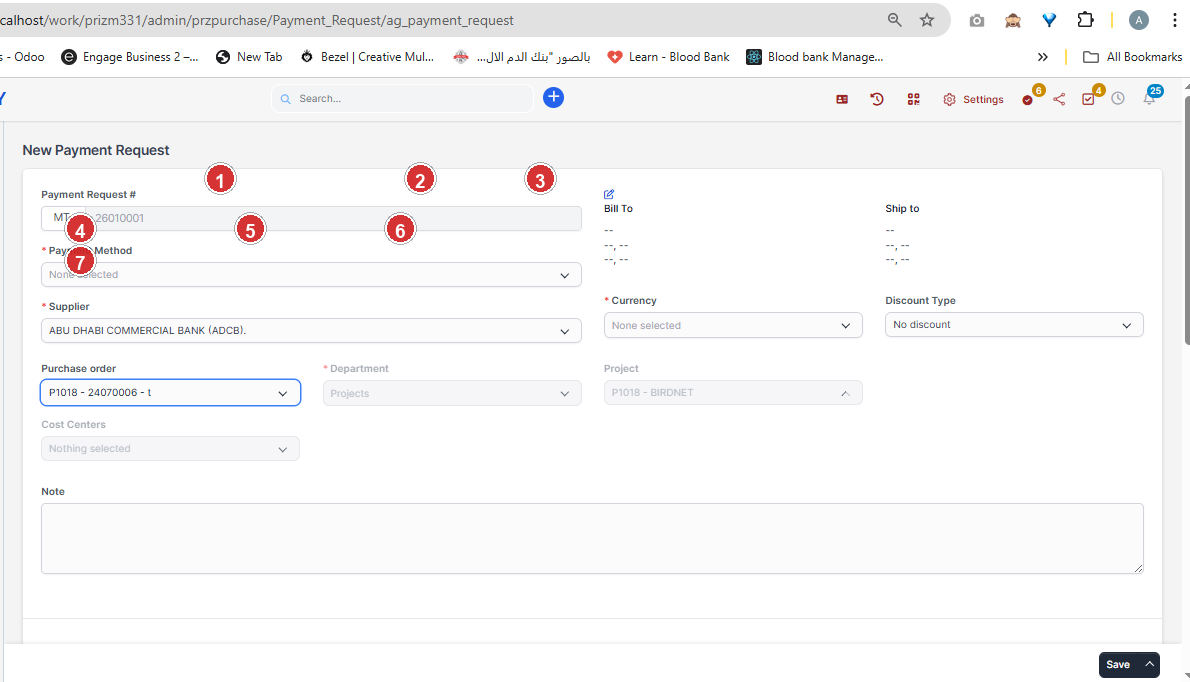 calhost/work/prizm331/admin/przpurchase/Payment_Request/ag_payment_request
A
s - Odoo
Engage Business 2 –...
New Tab
Bezel | Creative Mul...
بالصور "بنك الدم الال...
Learn - Blood Bank
Blood bank Manage...
All Bookmarks
Y
Search...
Settings
6
4
25
New Payment Request
1
2
3
Payment Request #
Bill To
Ship to
MT
26010001
4
5
6
--
--
--, --
--, --
--, --
--, --
* Payment Method
7
None selected
* Supplier
* Currency
Discount Type
ABU DHABI COMMERCIAL BANK (ADCB).
None selected
No discount
Purchase order
* Department
Project
P1018 - 24070006 - t
Projects
P1018 - BIRDNET
Cost Centers
Nothing selected
Note
Save